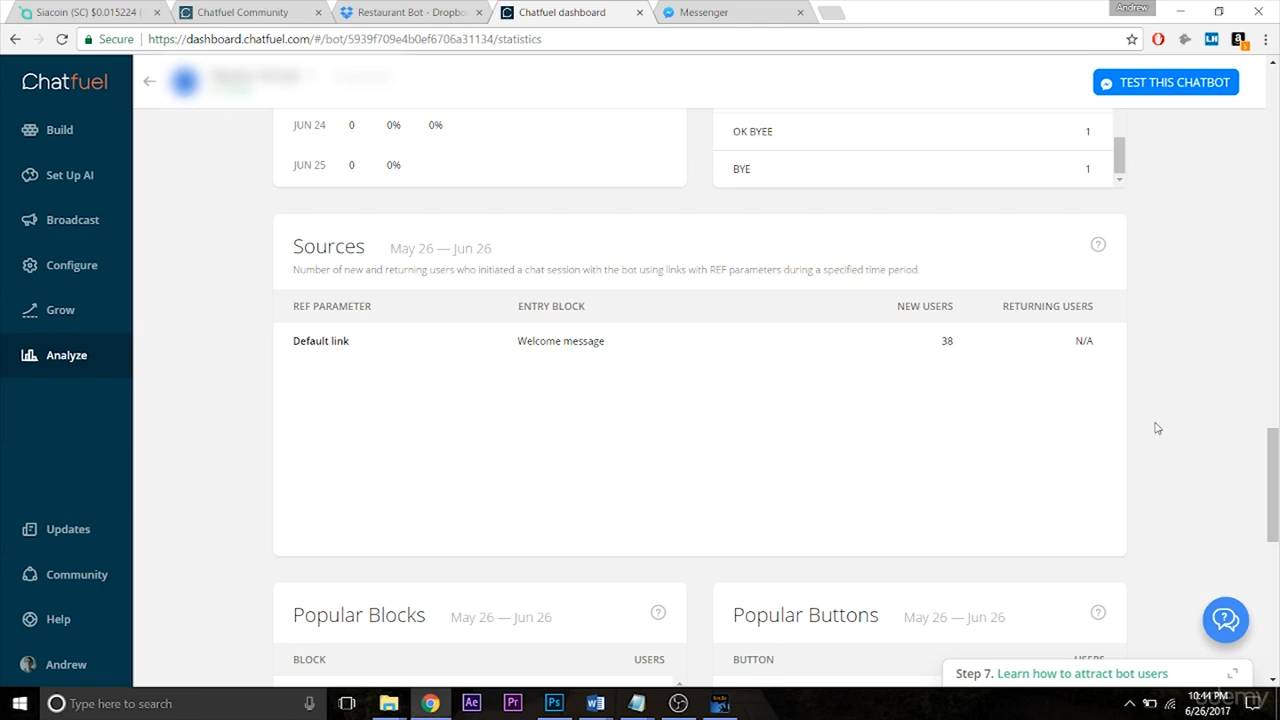 Siacoin (SC) $0.015224 (
Chatfuel Community
Restaurant Bot - Dropbo
Chatfuel dashboard
Messenger
Andrew
Secure
https://dashboard.chatfuel.com/#/bot/5939f709e4b0ef6706a31134/statistics
Chatfuel
TEST THIS CHATBOT
Build
Set Up AI
Broadcast
Configure
Grow
Analyze
Updates
Community
Help
Andrew
JUN 24 0 0% 0%
JUN 25 0 0%
OK BYEE 1
BYE 1
Sources May 26 — Jun 26
Number of new and returning users who initiated a chat session with the bot using links with REF parameters during a specified time period.
REF PARAMETER ENTRY BLOCK NEW USERS RETURNING USERS
Default link Welcome message 38 N/A
Popular Blocks May 26 — Jun 26
BLOCK USERS
Popular Buttons May 26 — Jun 26
BUTTON USERS
Step 7. Learn how to attract bot users
Type here to search
Ae
Pr
Ps
10:44 PM
6/26/2017
udemy